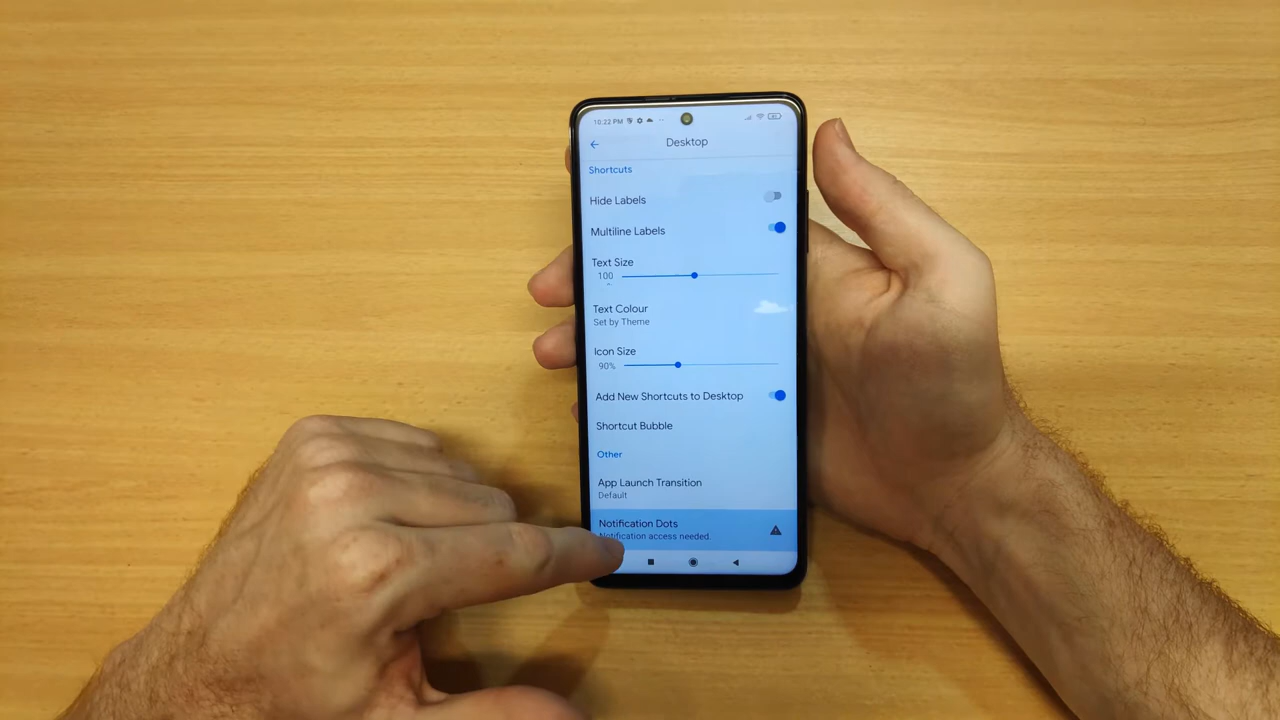 10:22 PM
Desktop
Shortcuts
Hide Labels
Multiline Labels
Text Size
100
Text Colour
Set by Theme
Icon Size
90%
Add New Shortcuts to Desktop
Shortcut Bubble
Other
App Launch Transition
Default
Notification Dots
Notification access needed.